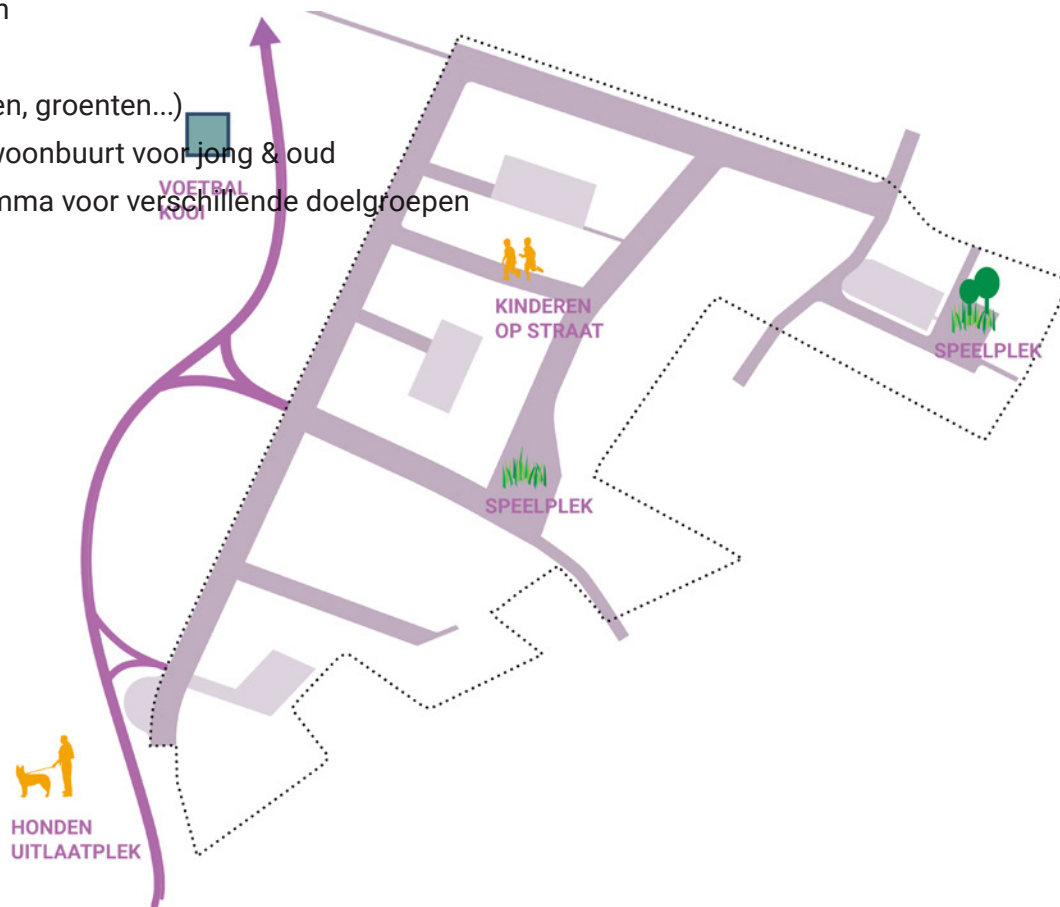 en, groenten...)
woonbuurt voor jong & oud
VOETBAL
mma voor verschillende doelgroepen
KOOI
KINDEREN
OP STRAAT
SPEELPLEK
SPEELPLEK
HONDEN
UITLAATPLEK